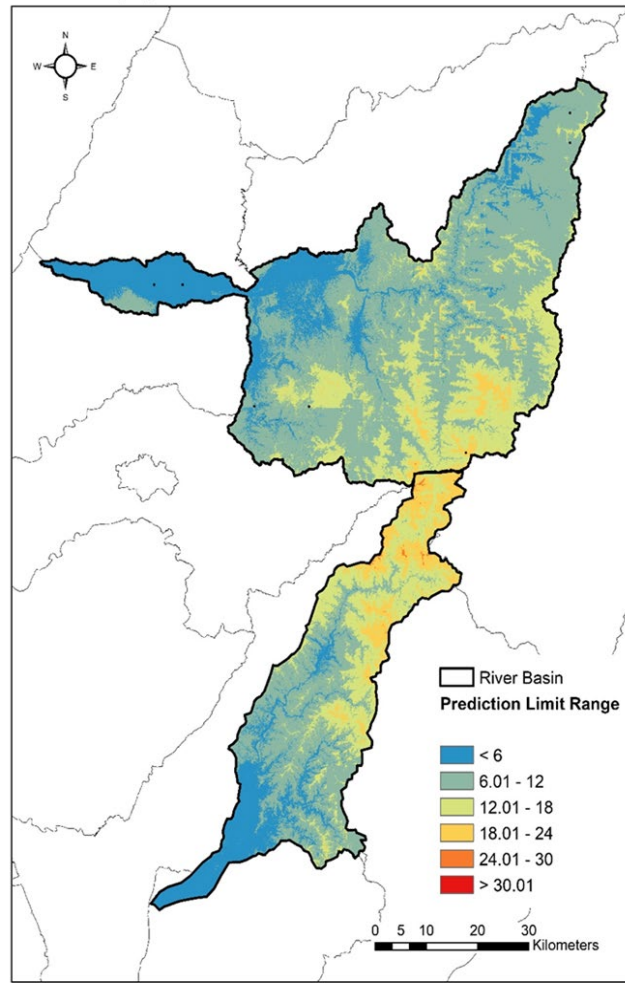 N
W E
S
River Basin
Prediction Limit Range
< 6
6.01 - 12
12.01 - 18
18.01 - 24
24.01 - 30
> 30.01
0 5 10 20 30
Kilometers